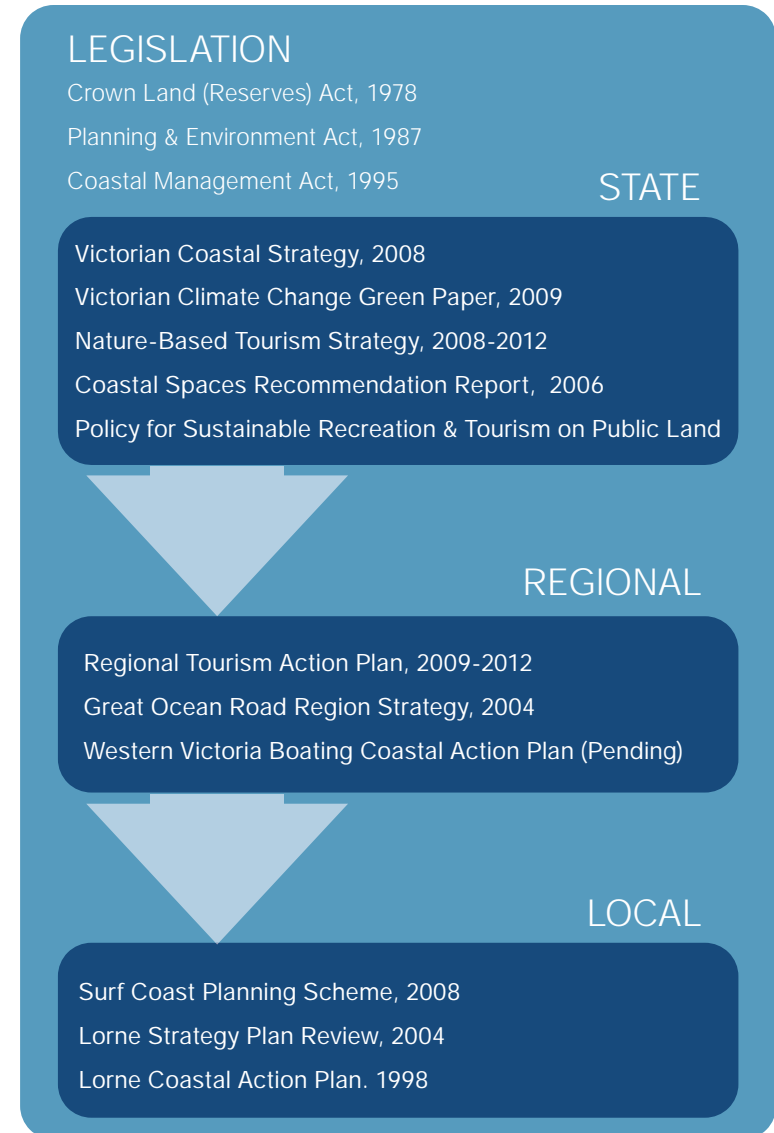 LEGISLATION
Crown Land (Reserves) Act, 1978
Planning & Environment Act, 1987
Coastal Management Act, 1995
STATE
Victorian Coastal Strategy, 2008
Victorian Climate Change Green Paper, 2009
Nature-Based Tourism Strategy, 2008-2012
Coastal Spaces Recommendation Report,  2006
Policy for Sustainable Recreation & Tourism on Public Land
REGIONAL
Regional Tourism Action Plan, 2009-2012
Great Ocean Road Region Strategy, 2004
Western Victoria Boating Coastal Action Plan (Pending)
LOCAL
Surf Coast Planning Scheme, 2008
Lorne Strategy Plan Review, 2004
Lorne Coastal Action Plan. 1998